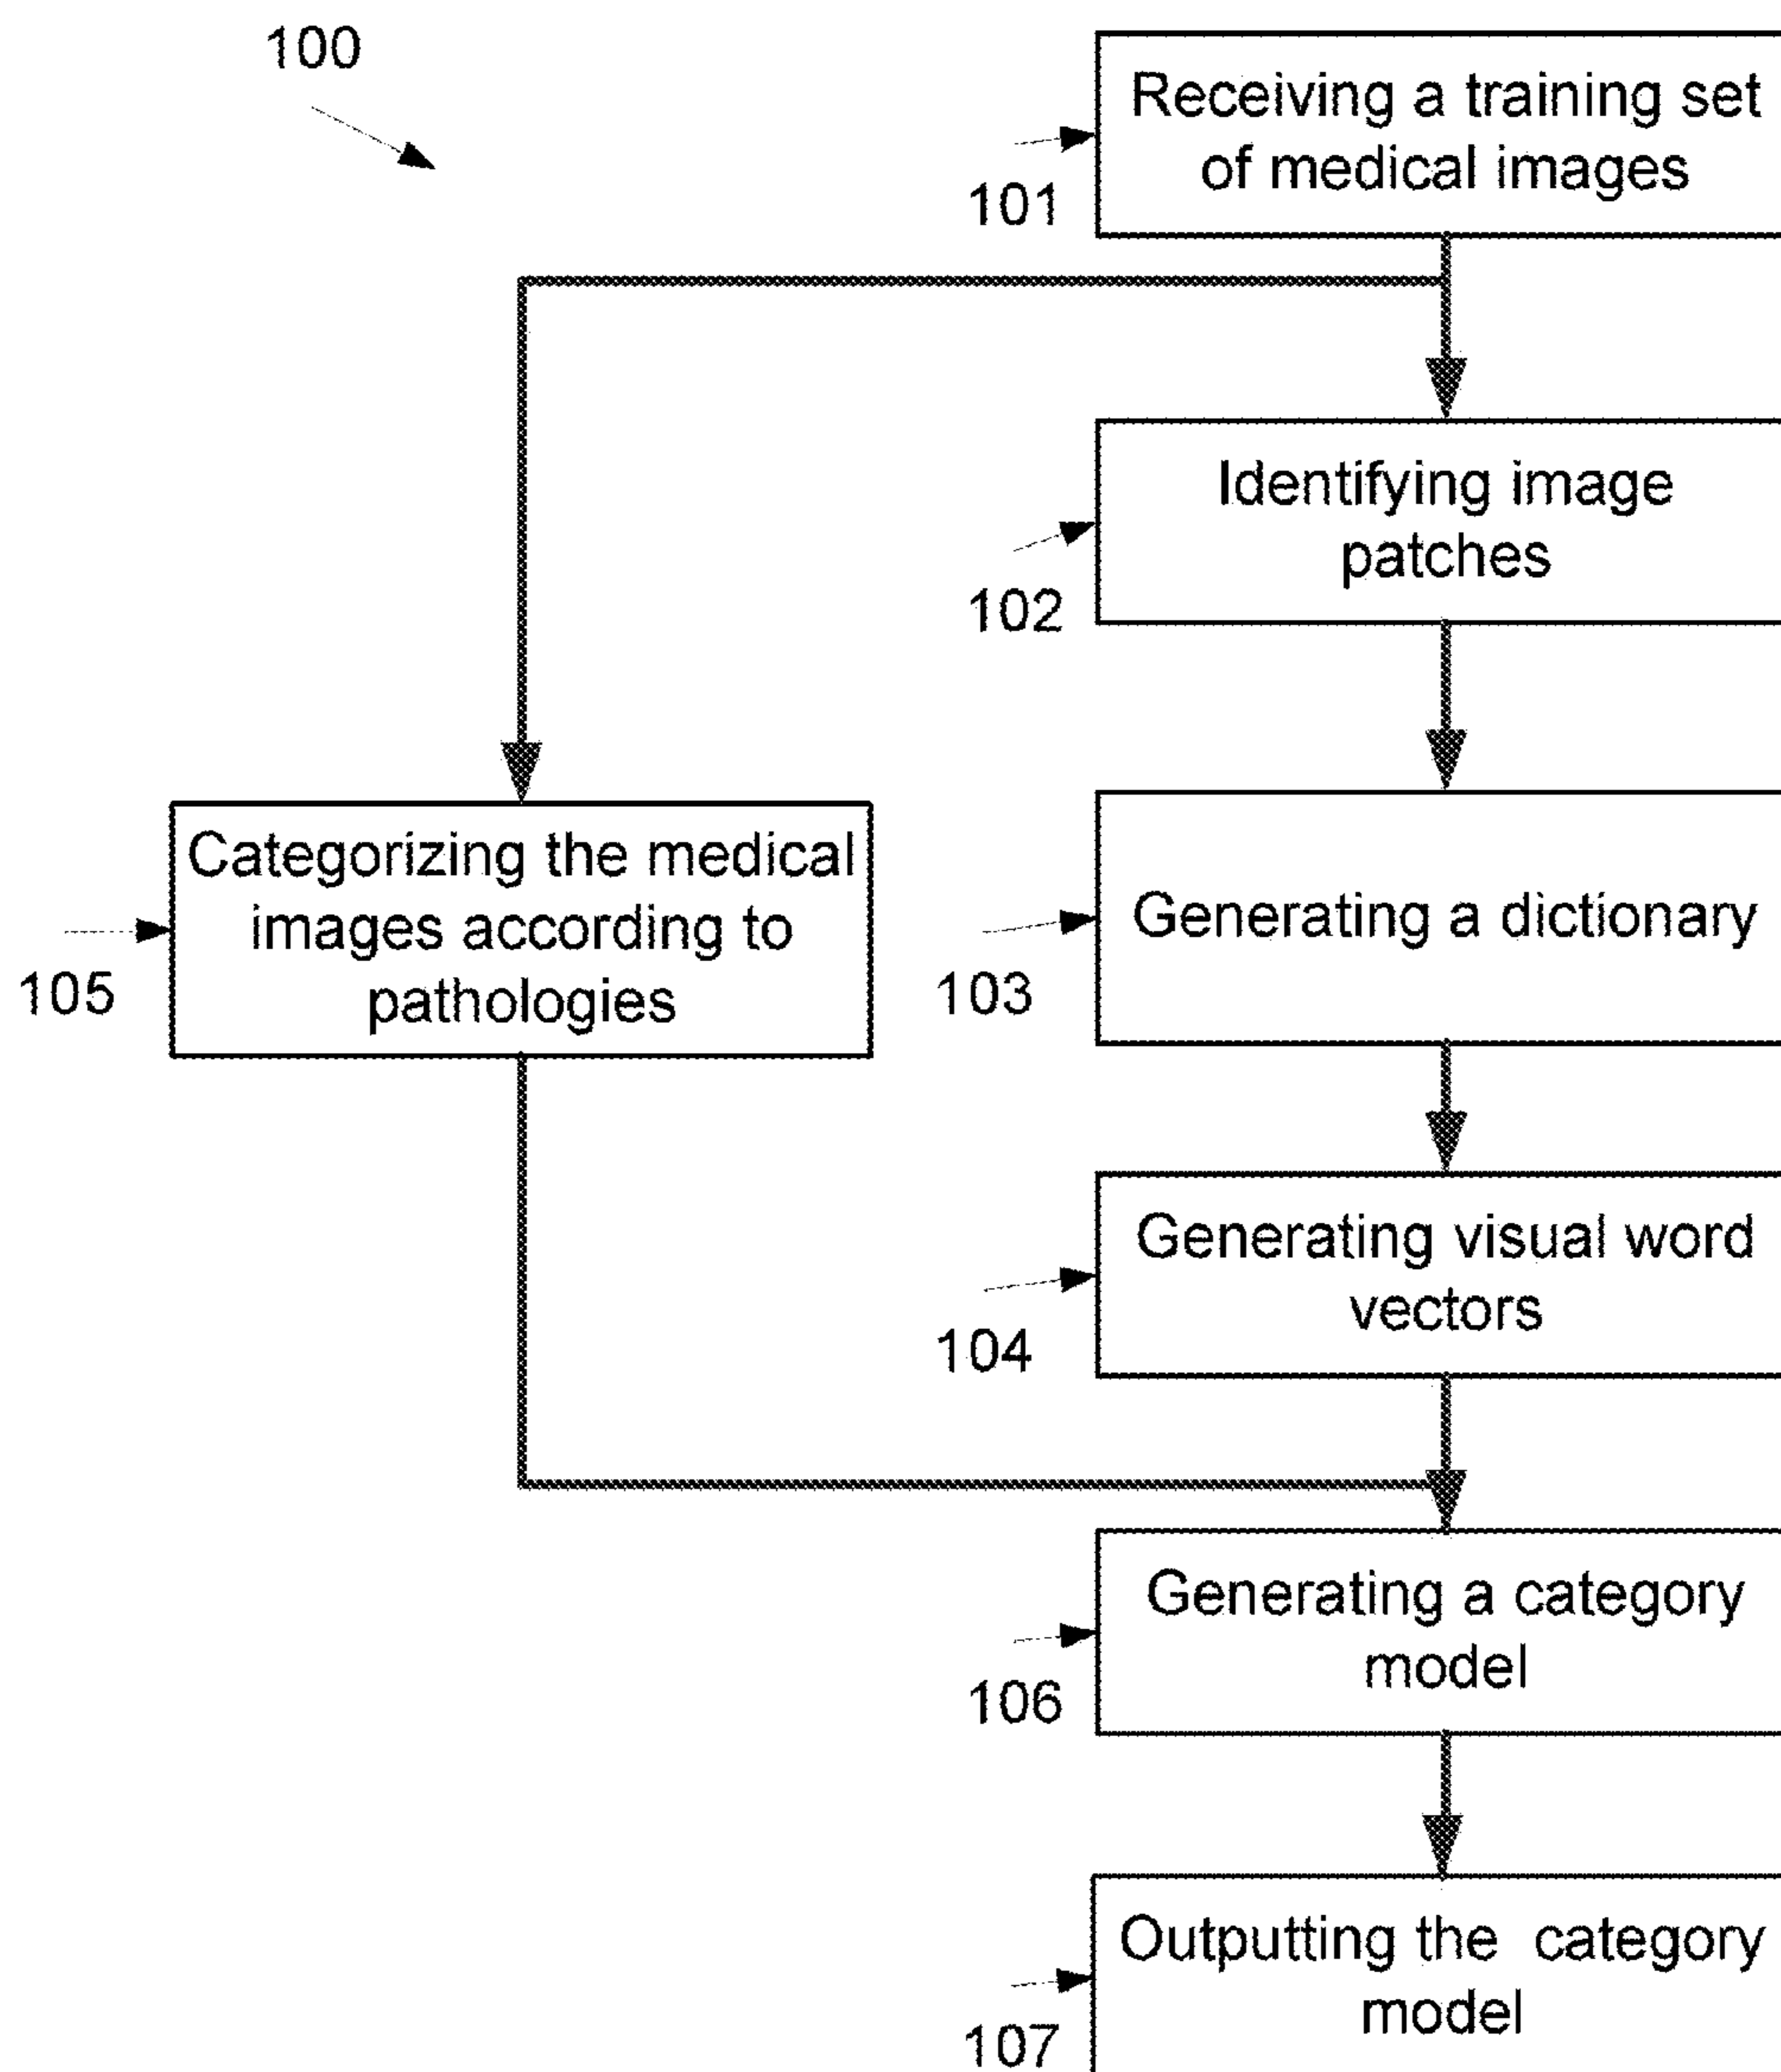 100
Receiving a training set
of medical images
101
Identifying image
patches
102
Categorizing the medical
images according to
pathologies
105
Generating a dictionary
103
Generating visual word
vectors
104
Generating a category
model
106
Outputting the category
model
107